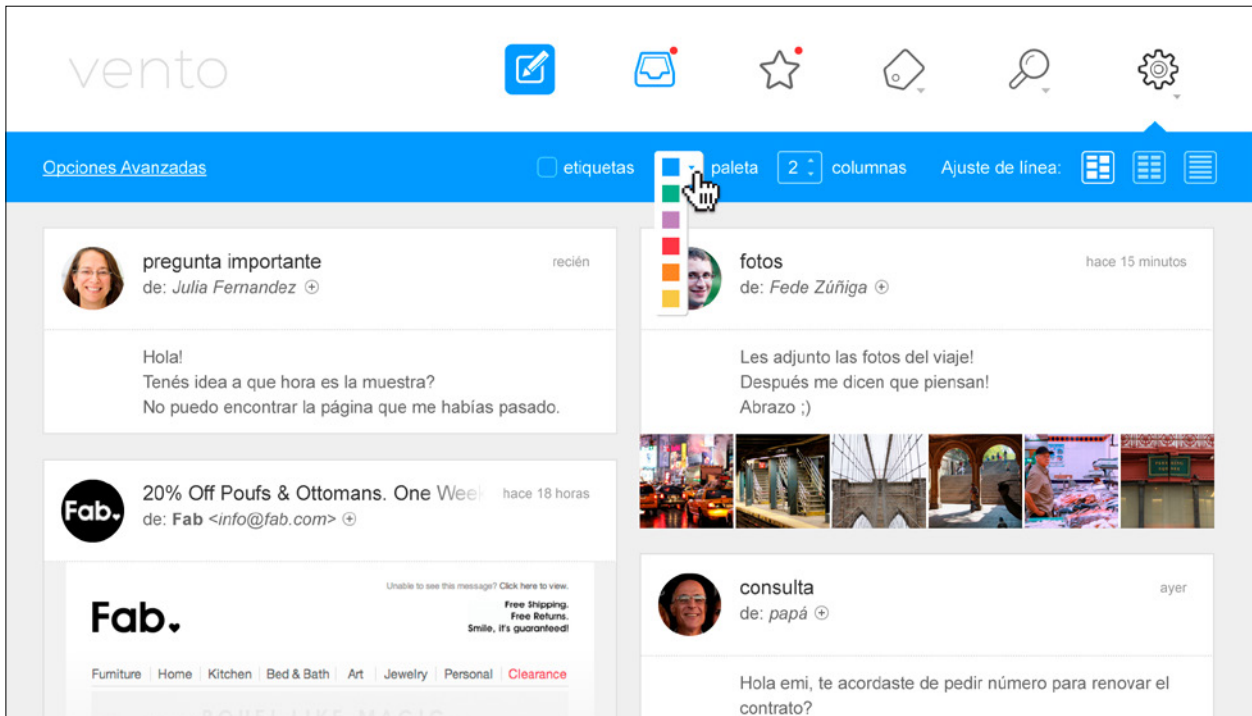 vento
Opciones Avanzadas
etiquetas
paleta
2
columnas
Ajuste de línea:
pregunta importante
recién
de: Julia Fernandez
Hola!
Tenés idea a que hora es la muestra?
No puedo encontrar la página que me habías pasado.
20% Off Poufs & Ottomans. One Week
hace 18 horas
de: Fab <info@fab.com>
Fab.
Unable to see this message? Click here to view.
Fab.
Free Shipping.
Free Returns.
Smile, it's guaranteed!
Furniture Home Kitchen Bed & Bath Art Jewelry Personal Clearance
fotos
hace 15 minutos
de: Fede Zúñiga
Les adjunto las fotos del viaje!
Después me dicen que piensan!
Abrazo ;)
consulta
ayer
de: papá
Hola emi, te acordaste de pedir número para renovar el
contrato?